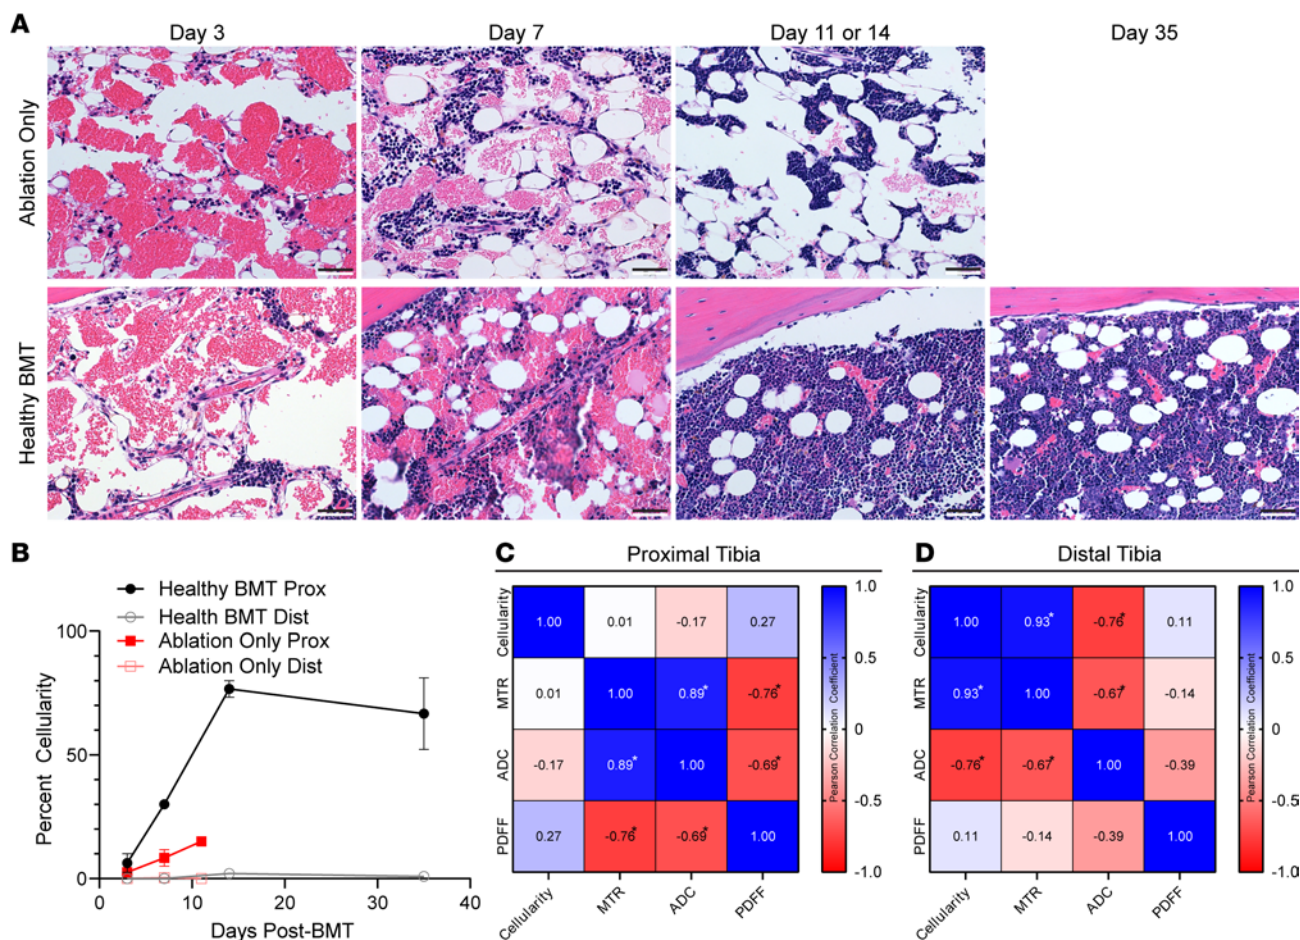 A
Day 3
Day 7
Day 11 or 14
Day 35
Ablation Only
Healthy BMT
B
Healthy BMT Prox
Health BMT Dist
Ablation Only Prox
Ablation Only Dist
Percent Cellularity
100
50
0
0
10
20
30
40
Days Post-BMT
C
Proximal Tibia
Cellularity
1.00
0.01
-0.17
0.27
MTR
0.01
1.00
0.89*
-0.76*
ADC
-0.17
0.89*
1.00
-0.69*
PDFF
0.27
-0.76*
-0.69*
1.00
Cellularity
MTR
ADC
PDFF
Pearson Correlation Coefficient
1.0
0.5
0
-0.5
-1.0
D
Distal Tibia
Cellularity
1.00
0.93*
-0.76*
0.11
MTR
0.93*
1.00
-0.67*
-0.14
ADC
-0.76*
-0.67*
1.00
-0.39
PDFF
0.11
-0.14
-0.39
1.00
Cellularity
MTR
ADC
PDFF
Pearson Correlation Coefficient
1.0
0.5
0
-0.5
-1.0